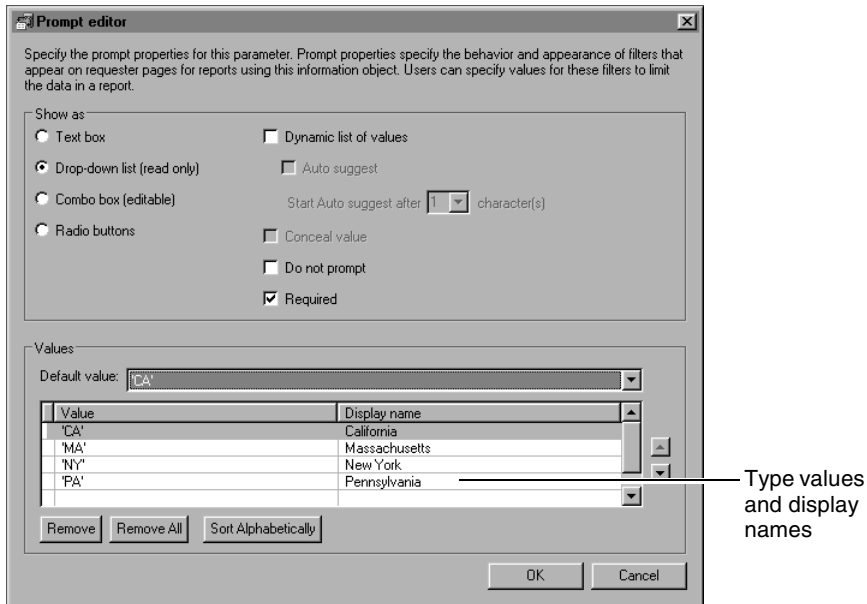 Prompt editor
Specify the prompt properties for this parameter. Prompt properties specify the behavior and appearance of filters that
appear on requester pages for reports using this information object. Users can specify values for these filters to limit
the data in a report.
Show as
Text box
Drop-down list (read only)
Combo box (editable)
Radio buttons
Dynamic list of values
Auto suggest
Start Auto suggest after 1 character(s)
Conceal value
Do not prompt
Required
Values
Default value: 'CA'
Value Display name
'CA' California
'MA' Massachusetts
'NY' New York
'PA' Pennsylvania
Remove Remove All Sort Alphabetically
OK Cancel
Type values
and display
names